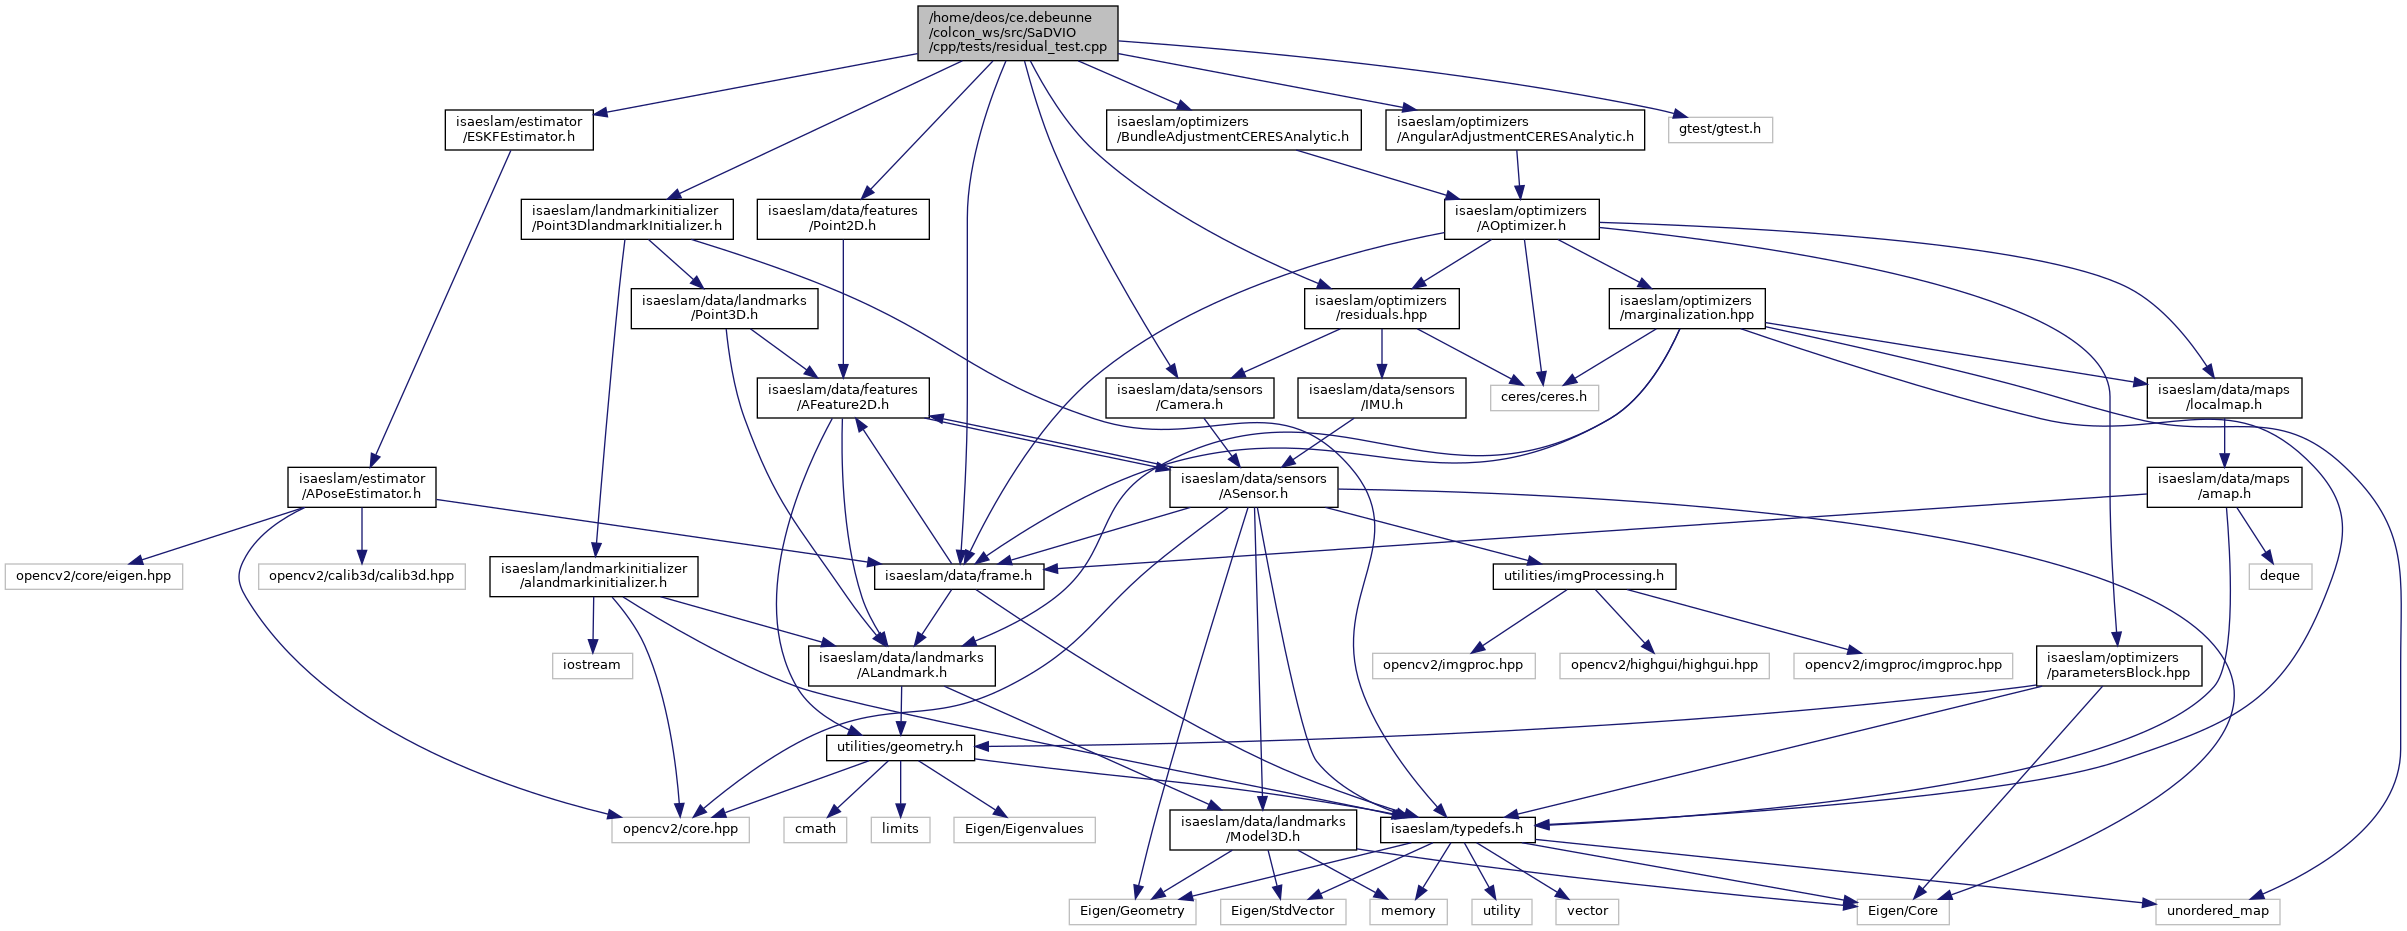 /home/deos/ce.debeunne
/colcon_ws/src/SaDVIO
/cpp/tests/residual_test.cpp
isaeslam/estimator
/ESKFEstimator.h
isaeslam/optimizers
/BundleAdjustmentCERESAnalytic.h
isaeslam/optimizers
/AngularAdjustmentCERESAnalytic.h
gtest/gtest.h
isaeslam/landmarkinitializer
/Point3DlandmarkInitializer.h
isaeslam/data/features
/Point2D.h
isaeslam/optimizers
/AOptimizer.h
isaeslam/data/landmarks
/Point3D.h
isaeslam/optimizers
/residuals.hpp
isaeslam/optimizers
/marginalization.hpp
isaeslam/data/features
/AFeature2D.h
isaeslam/data/sensors
/Camera.h
isaeslam/data/sensors
/IMU.h
ceres/ceres.h
isaeslam/data/maps
/localmap.h
isaeslam/estimator
/APoseEstimator.h
isaeslam/data/sensors
/ASensor.h
isaeslam/data/maps
/amap.h
opencv2/core/eigen.hpp
opencv2/calib3d/calib3d.hpp
isaeslam/landmarkinitializer
/alandmarkinitializer.h
isaeslam/data/frame.h
utilities/imgProcessing.h
deque
iostream
isaeslam/data/landmarks
/ALandmark.h
opencv2/imgproc.hpp
opencv2/highgui/highgui.hpp
opencv2/imgproc/imgproc.hpp
isaeslam/optimizers
/parametersBlock.hpp
utilities/geometry.h
opencv2/core.hpp
cmath
limits
Eigen/Eigenvalues
isaeslam/data/landmarks
/Model3D.h
isaeslam/typedefs.h
Eigen/Geometry
Eigen/StdVector
memory
utility
vector
Eigen/Core
unordered_map